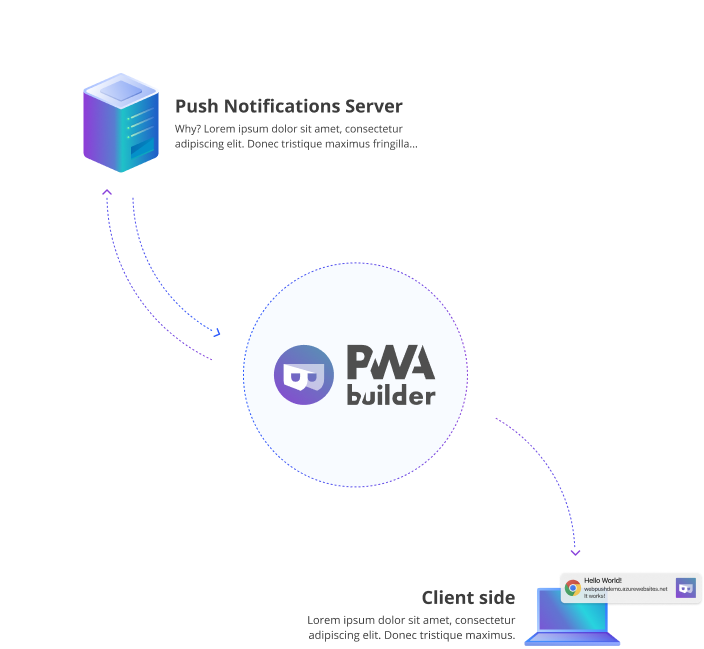 Push Notifications Server
Why? Lorem ipsum dolor sit amet, consectetur
adipiscing elit. Donec tristique maximus fringilla...
PWA
builder
Hello World!
webpushdemo.azurewebsites.net
It works!
Client side
Lorem ipsum dolor sit amet, consectetur
adipiscing elit. Donec tristique maximus.